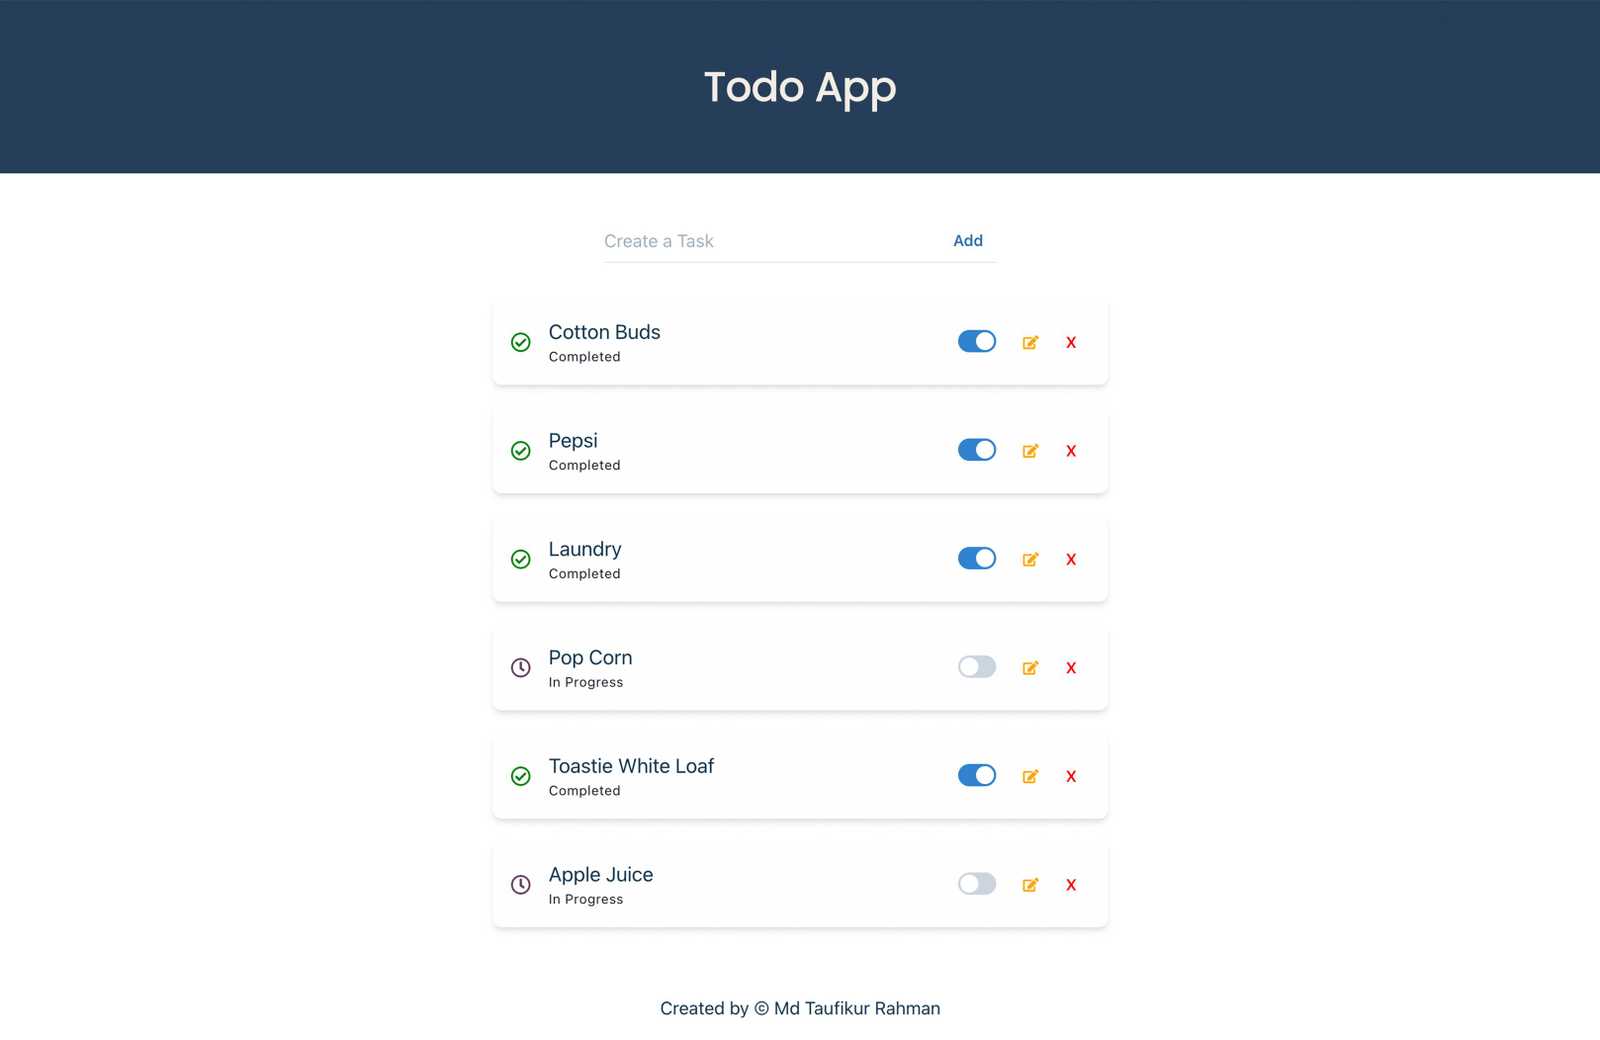 Todo App
Create a Task Add
Cotton Buds
Completed
X
Pepsi
Completed
X
Laundry
Completed
X
Pop Corn
In Progress
X
Toastie White Loaf
Completed
X
Apple Juice
In Progress
X
Created by © Md Taufikur Rahman